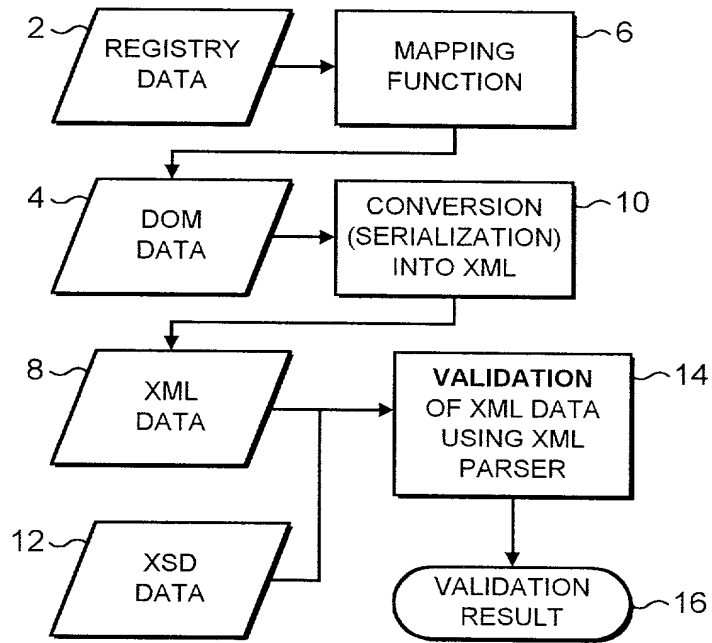 2
REGISTRY
DATA
MAPPING
FUNCTION
6
4
DOM
DATA
CONVERSION
(SERIALIZATION)
INTO XML
10
8
XML
DATA
VALIDATION
OF XML DATA
USING XML
PARSER
14
12
XSD
DATA
VALIDATION
RESULT
16